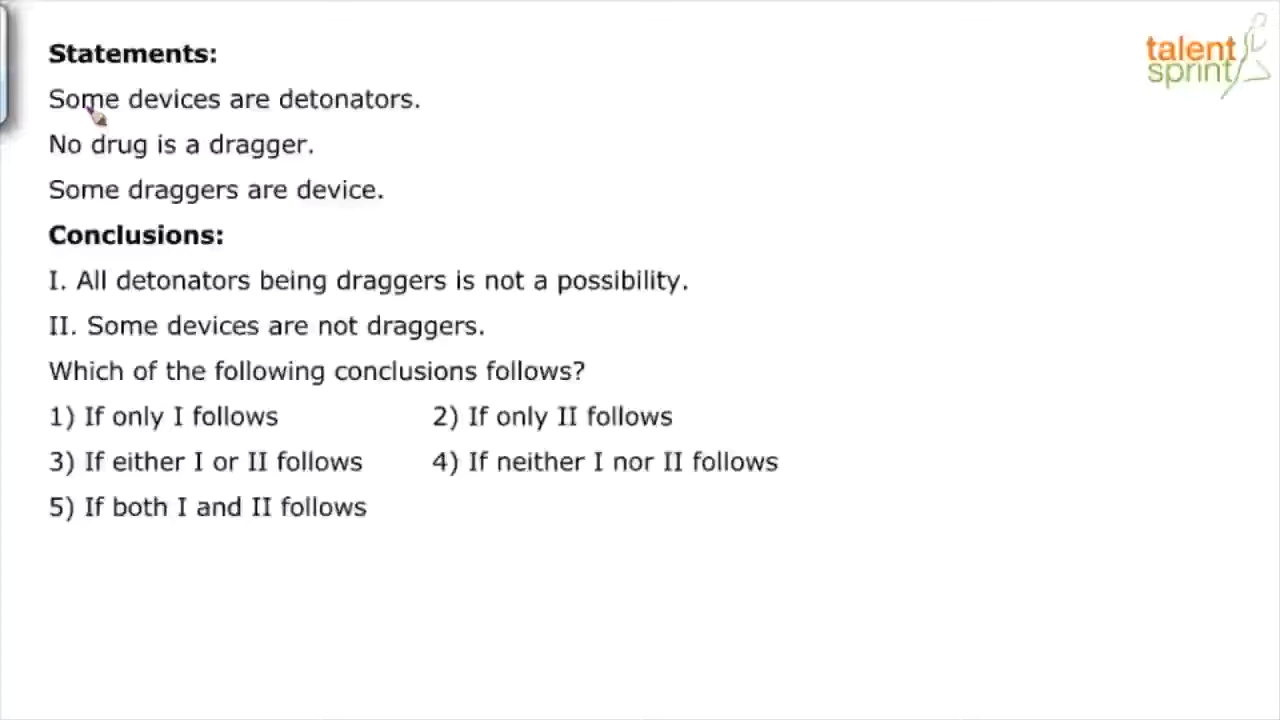 talent
sprint
Statements:
Some devices are detonators.
No drug is a dragger.
Some draggers are device.
Conclusions:
I. All detonators being draggers is not a possibility.
II. Some devices are not draggers.
Which of the following conclusions follows?
1) If only I follows 2) If only II follows
3) If either I or II follows 4) If neither I nor II follows
5) If both I and II follows